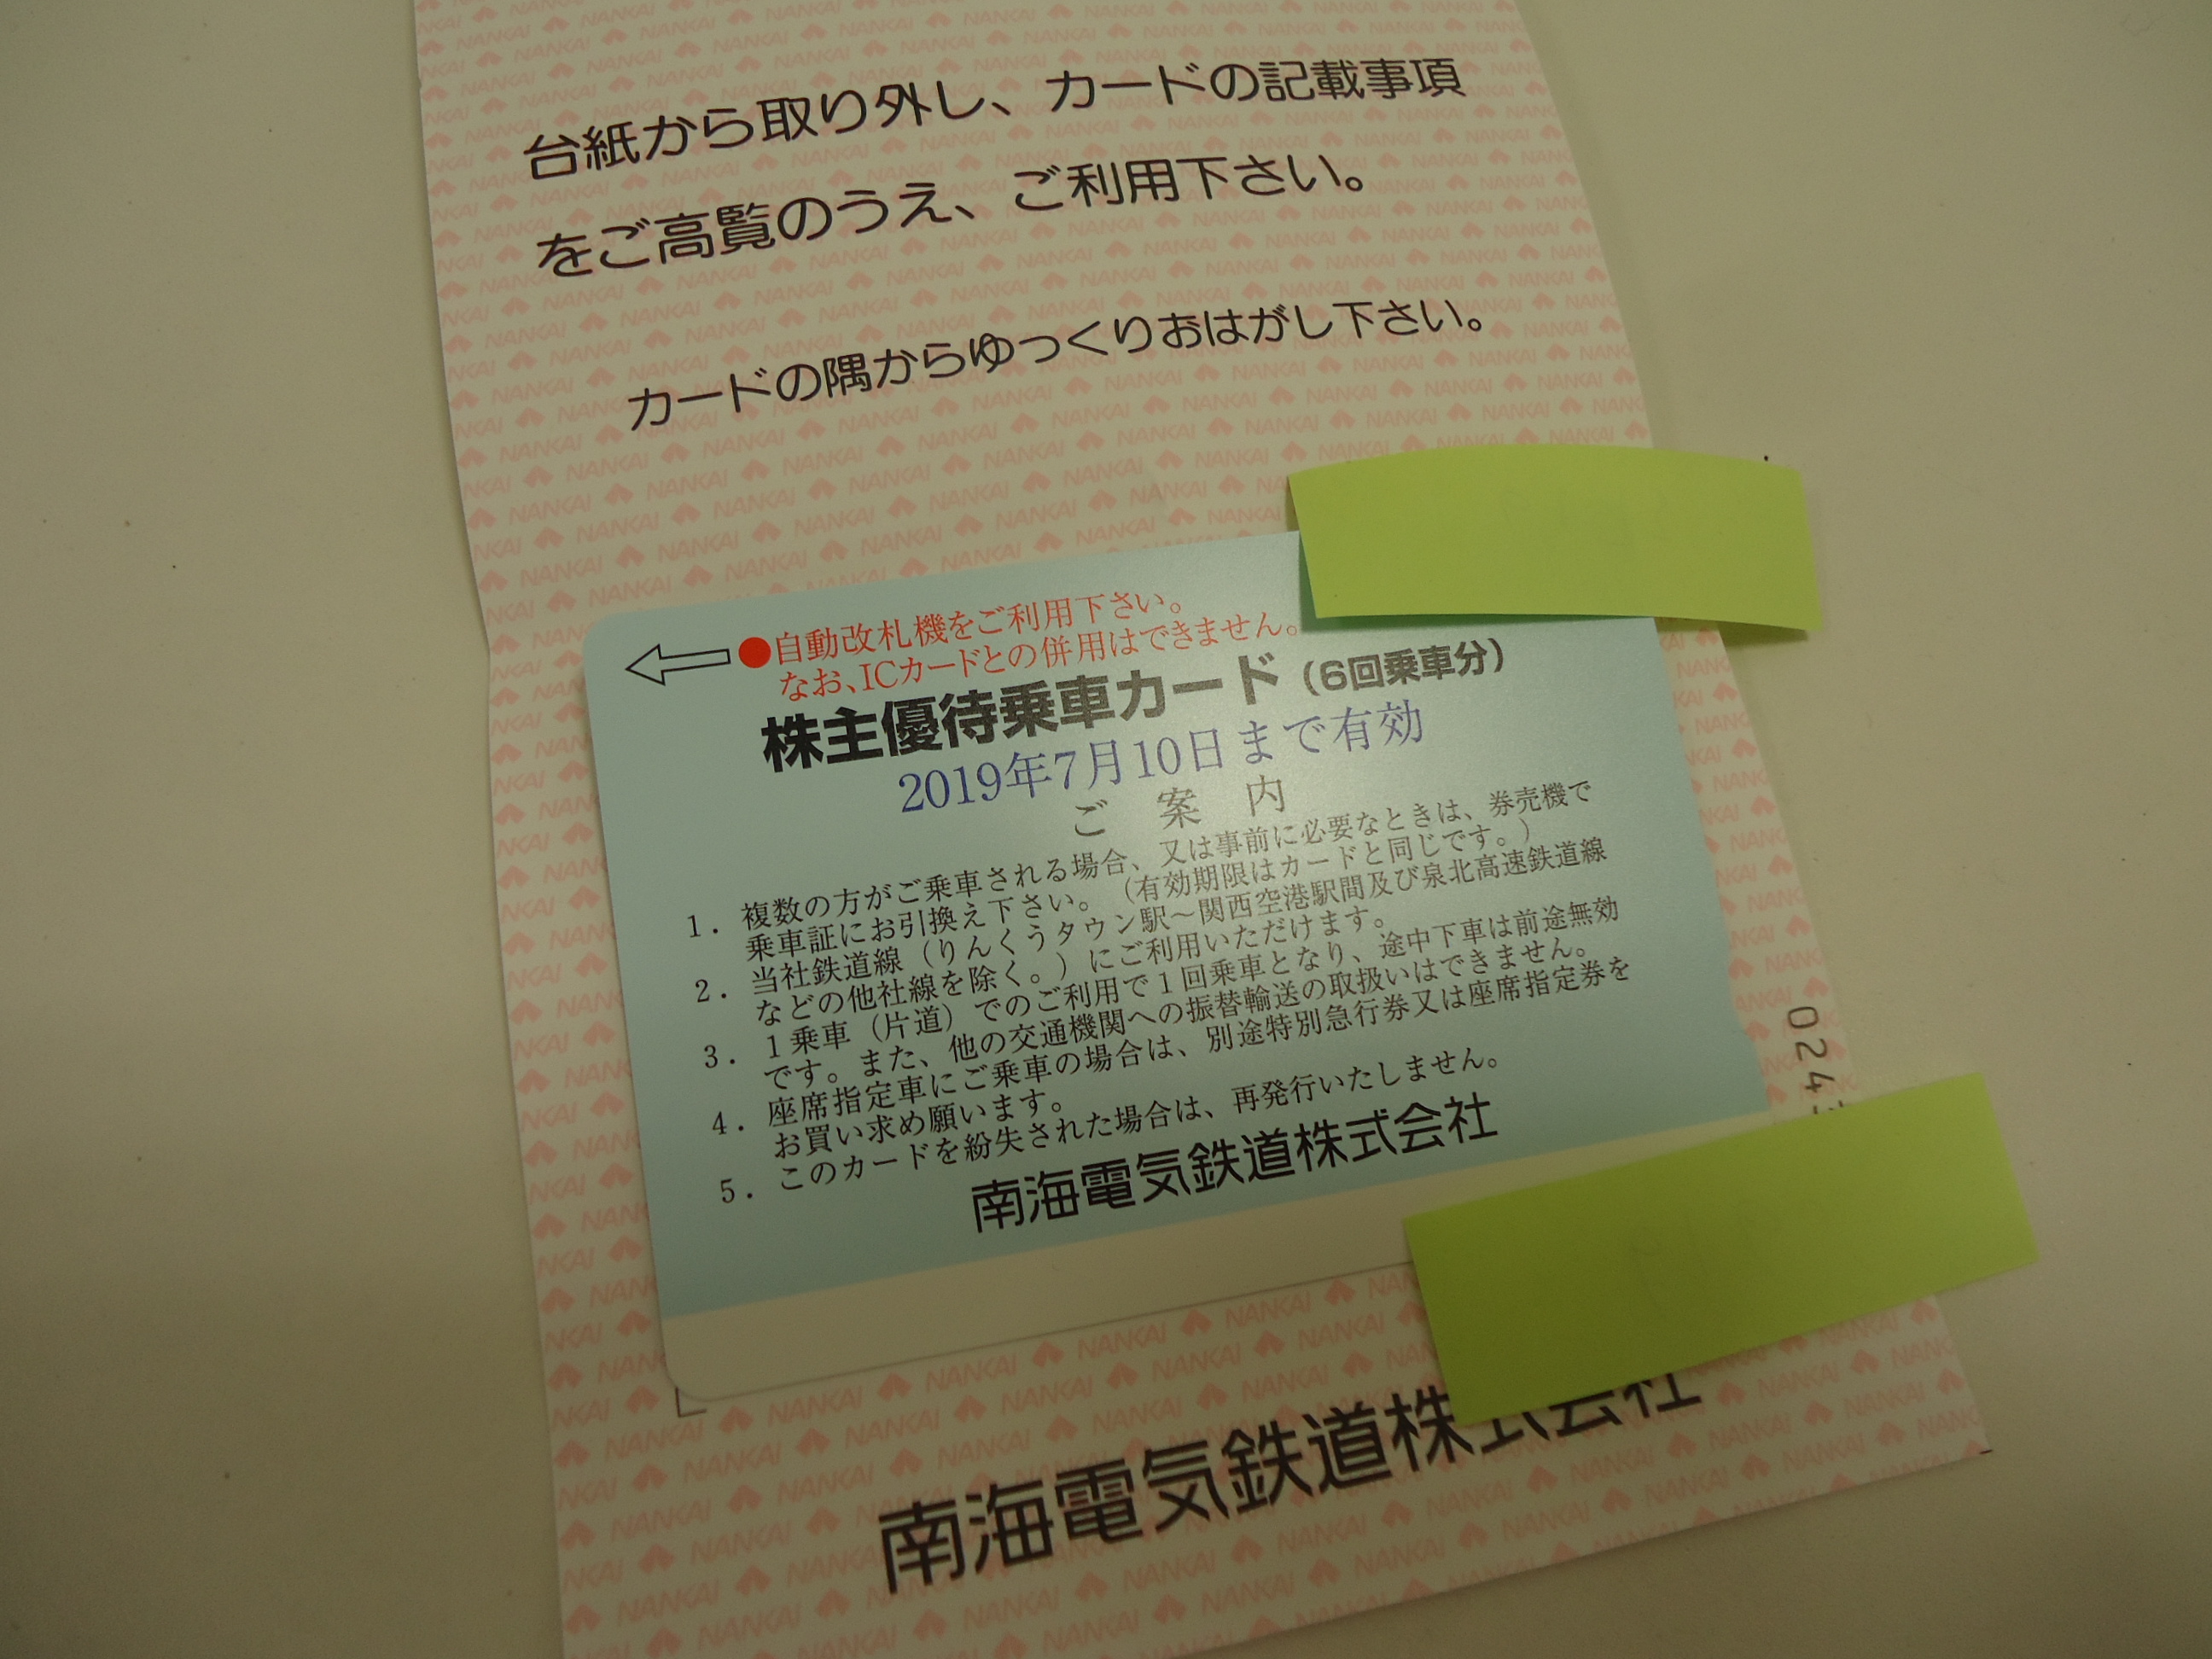 台紙から取り外し、カードの記載事項
をご高覧のうえ、ご利用下さい。
カードの隅からゆっくりおはがし下さい。
●自動改札機をご利用下さい。
なお、ICカードとの併用はできません。
株主優待乗車カード（6回乗車分）
2019年7月10日まで有効
ご案内
1．複数の方がご乗車される場合、又は事前に必要なときは、券売機で
乗車証にお引換え下さい。（有効期限はカードと同じです。）
2．当社鉄道線（りんくうタウン駅～関西空港駅間及び泉北高速鉄道線
などの他社線を除く。）にご利用いただけます。
3．1乗車（片道）でのご利用で1回乗車となり、途中下車は前途無効
です。また、他の交通機関への振替輸送の取扱いはできません。
4．座席指定車にご乗車の場合は、別途特別急行券又は座席指定券を
お買い求め願います。
5．このカードを紛失された場合は、再発行いたしません。
南海電気鉄道株式会社
024
南海電気鉄道株式会社
NANKAI